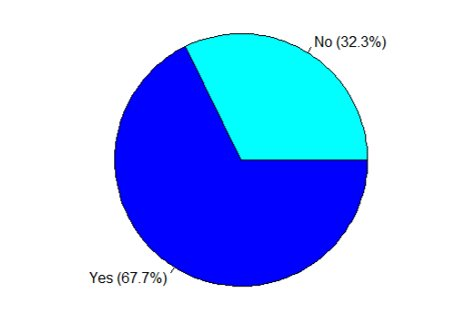 No (32.3%)
Yes (67.7%)